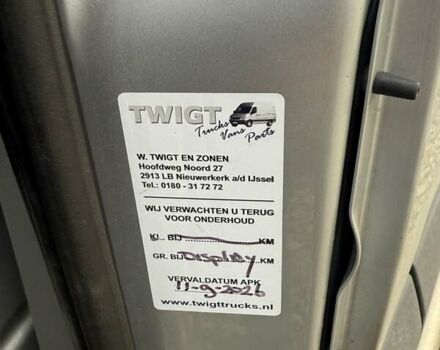 TWIGT
Trucks
Vans
Parts
W. TWIGT EN ZONEN
Hoofdweg Noord 27
2913 LB Nieuwerkerk a/d IJssel
Tel.: 0180 - 31 72 72
WIJ VERWACHTEN U TERUG
VOOR ONDERHOUD
KL. BIJ KM
GR. BIJ Display KM
VERVALDATUM APK
11-9-2026
www.twigttrucks.nl